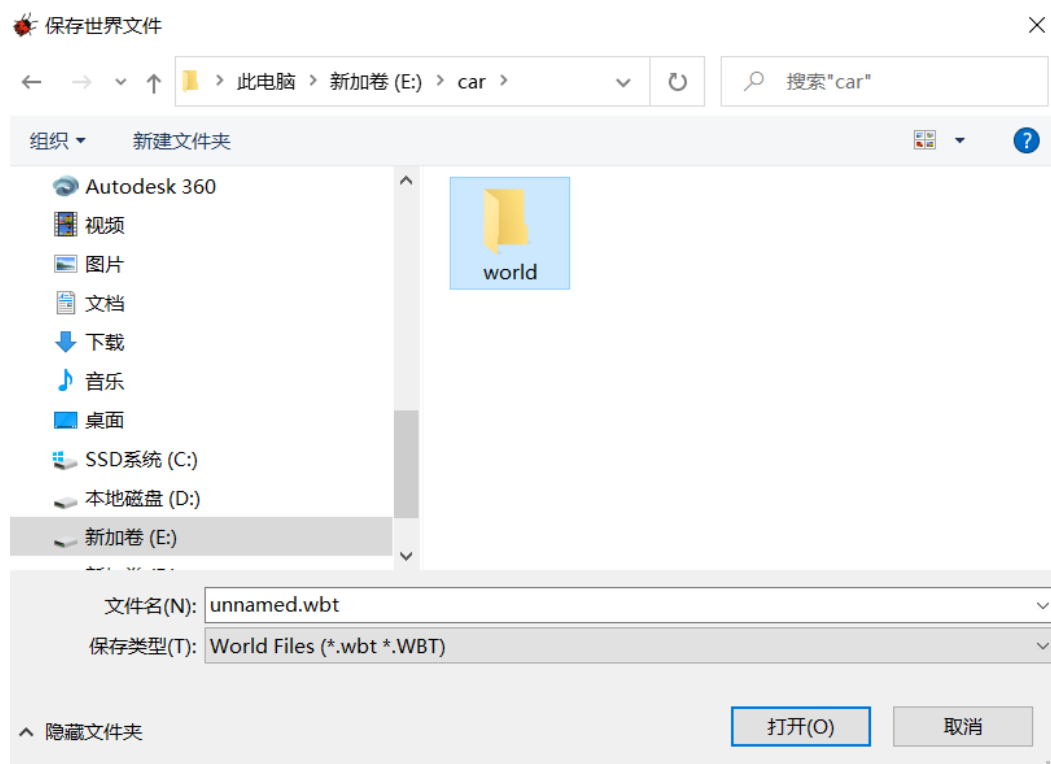 保存世界文件
此电脑 新加卷 (E:) car
搜索"car"
组织 新建文件夹
?
Autodesk 360
视频
图片
文档
下载
音乐
桌面
SSD系统 (C:)
本地磁盘 (D:)
新加卷 (E:)
world
文件名(N): unnamed.wbt
保存类型(T): World Files (*.wbt *.WBT)
隐藏文件夹
打开(O) 取消